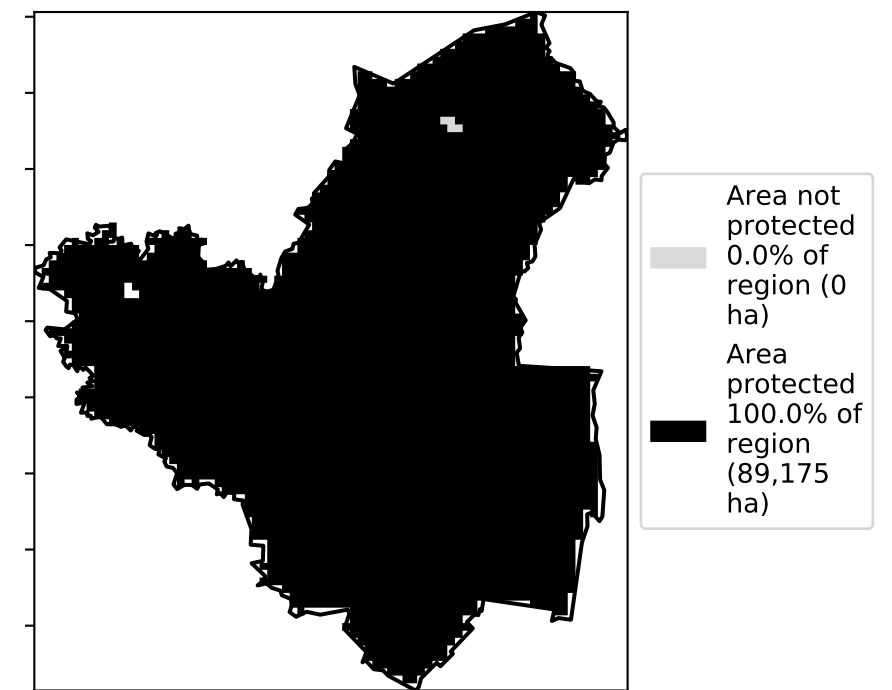 Area not
protected
0.0% of
region (0
ha)
Area
protected
100.0% of
region
(89,175
ha)